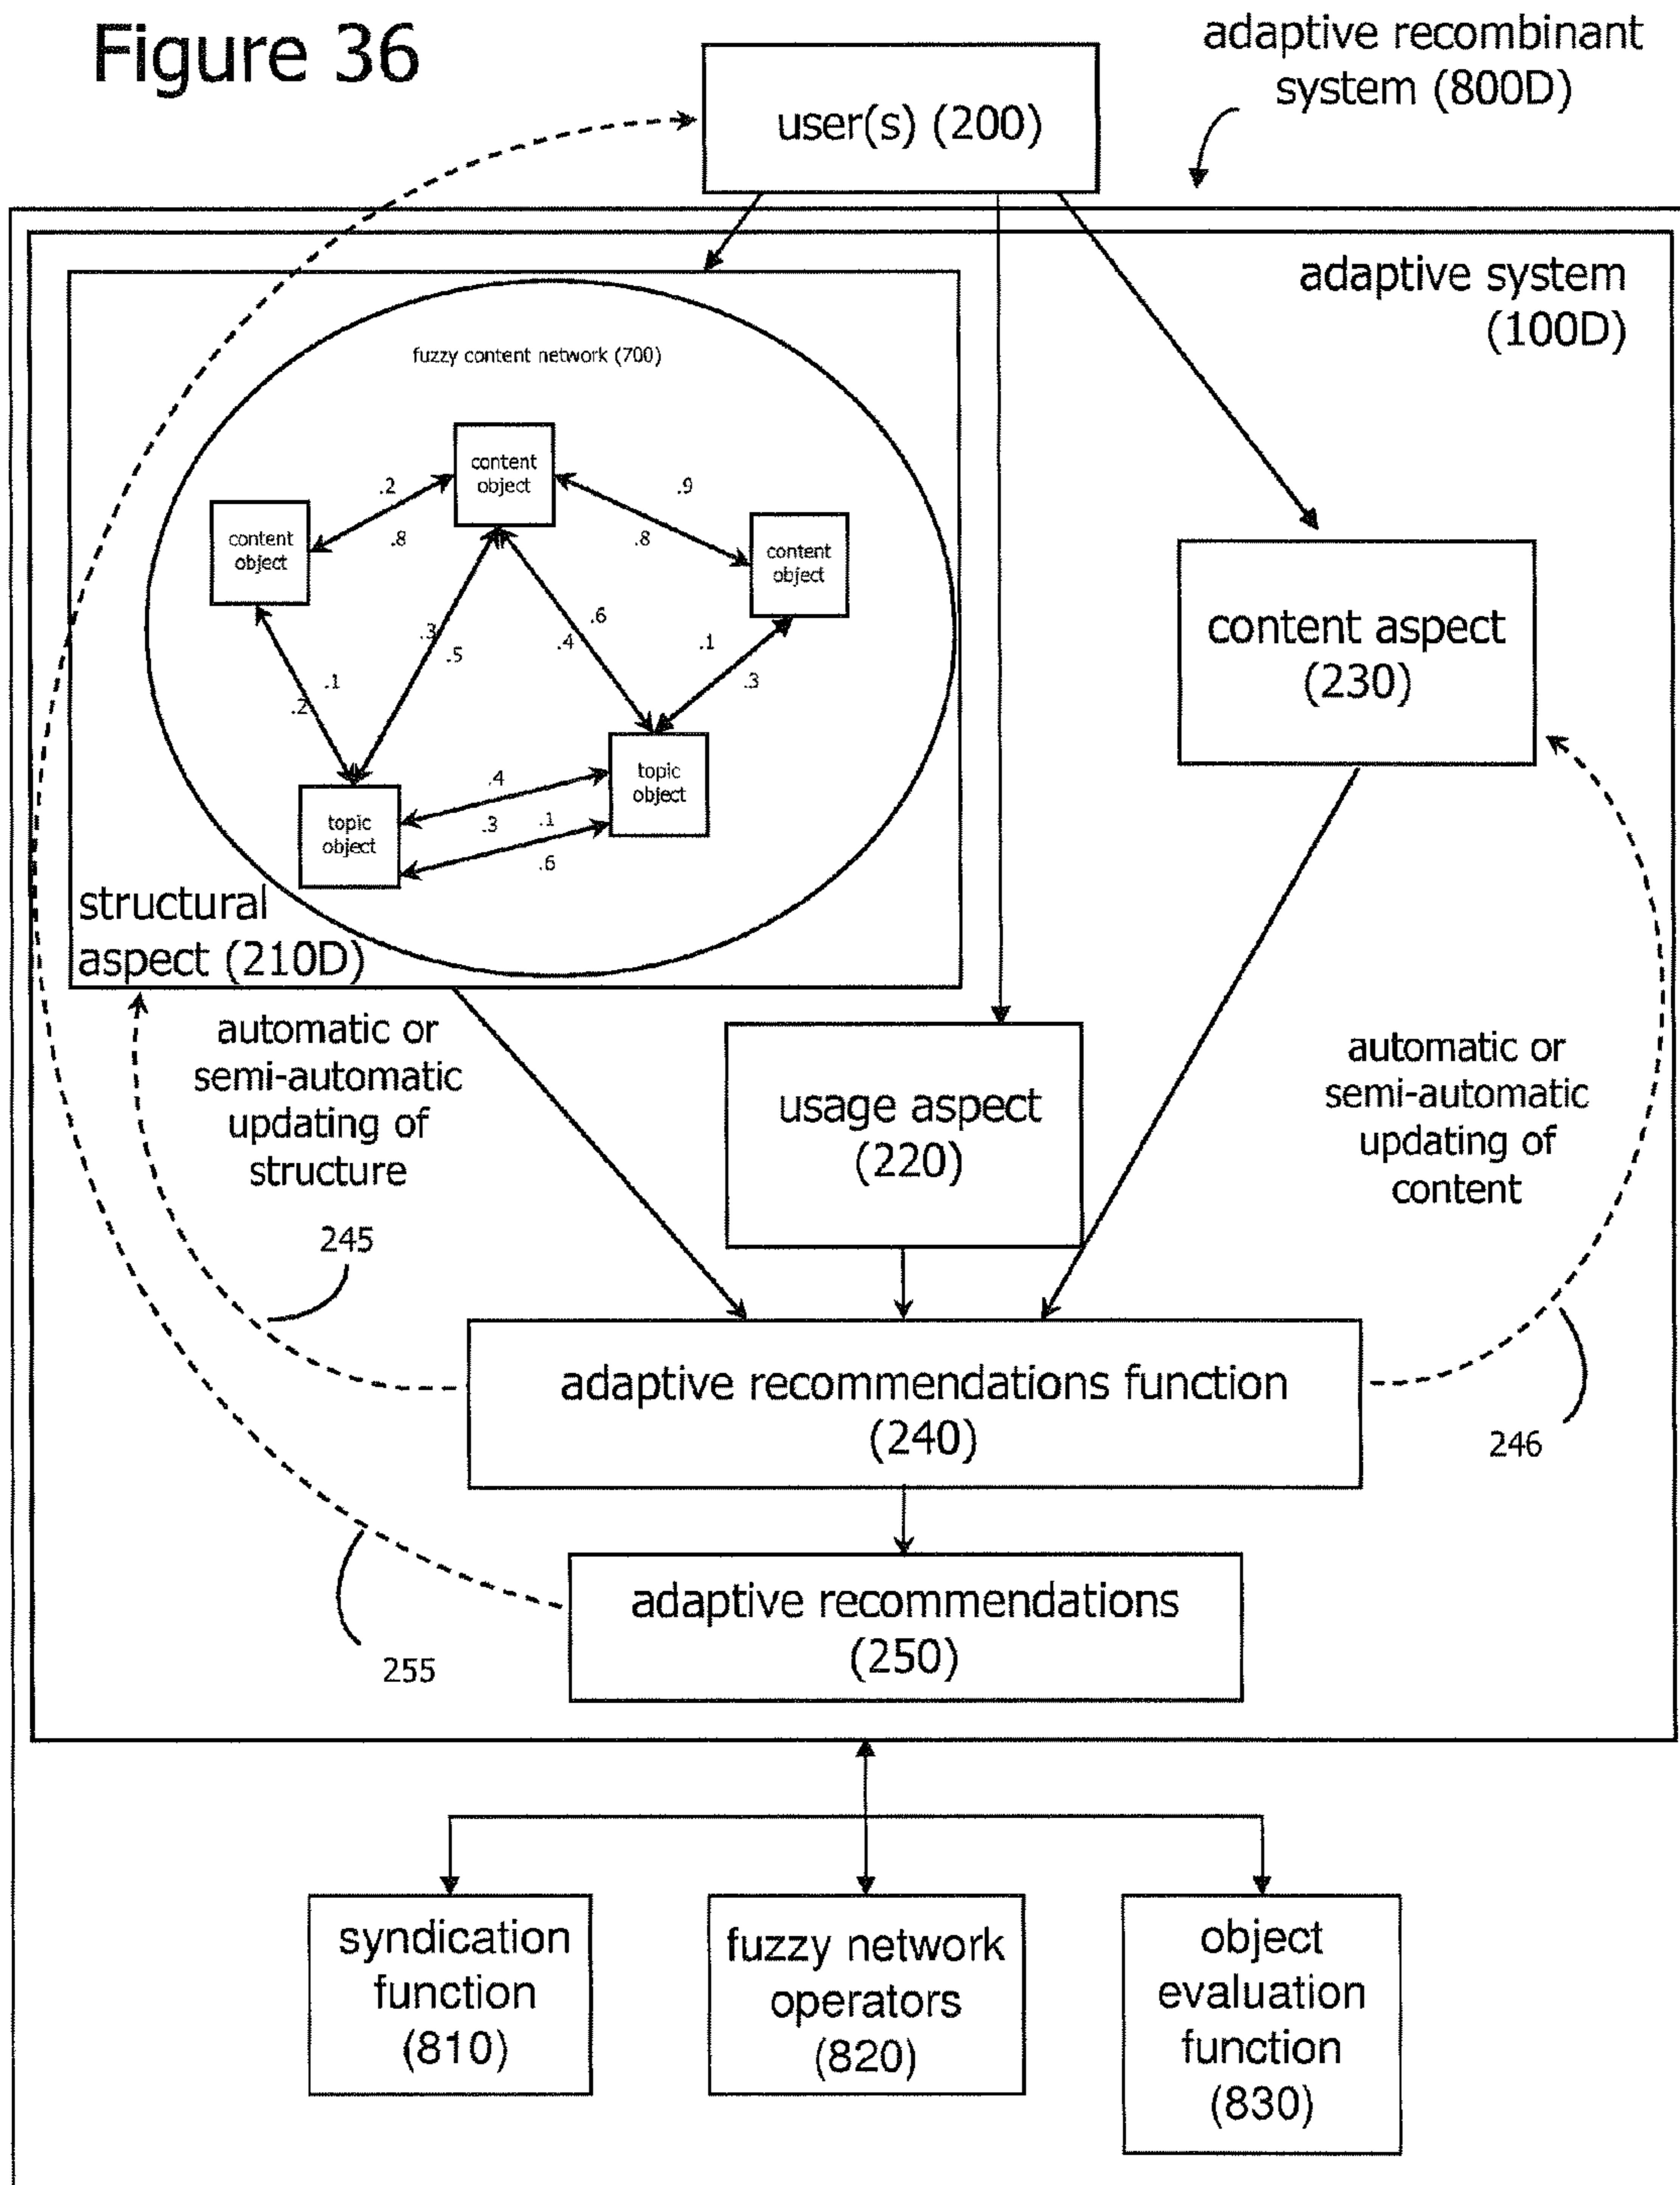 Figure 36
adaptive recombinant
system (800D)
user(s) (200)
adaptive system
(100D)
fuzzy content network (700)
content
object
.2
.9
content
object
.8
.8
content
object
.6
.3
.4
.1
.5
.3
.1
.2
content aspect
(230)
topic
object
.4
topic
object
.3
.1
.6
structural
aspect (210D)
automatic or
semi-automatic
updating of
structure
usage aspect
(220)
automatic or
semi-automatic
updating of
content
245
adaptive recommendations function
(240)
246
adaptive recommendations
(250)
255
syndication
function
(810)
fuzzy network
operators
(820)
object
evaluation
function
(830)